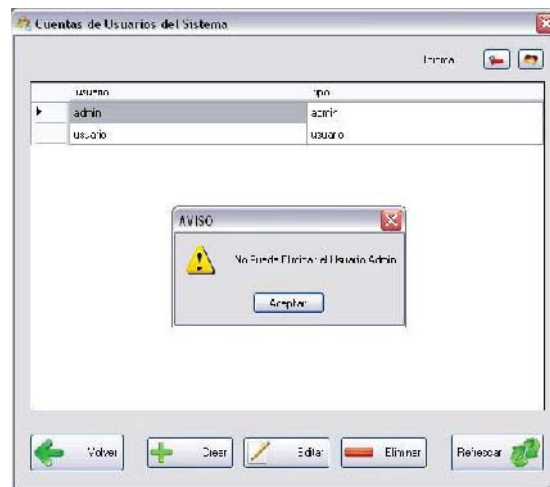 Cuentas de Usuarios del Sistema
usuario tipo
admin admin
usuario usuario
AVISO
No Puede Eliminar el Usuario Admin
Aceptar
Volver Crear Editar Eliminar Refrescar